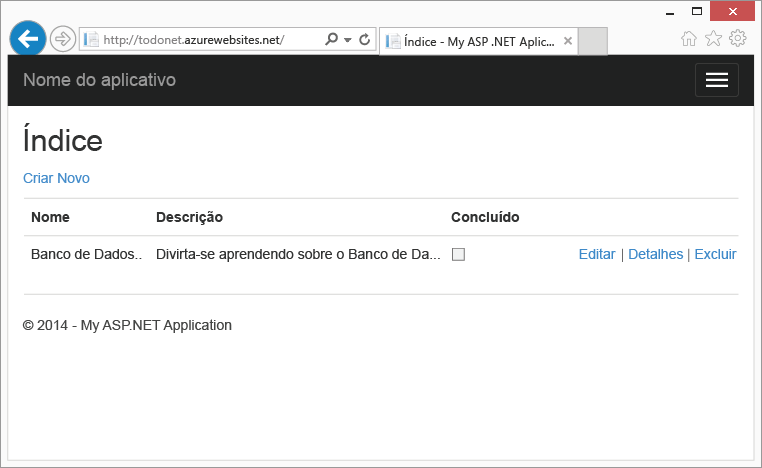 http://todonet.azurewebsites.net/
Índice - My ASP .NET Aplic...
Nome do aplicativo
Índice
Criar Novo
Nome Descrição Concluído
Banco de Dados.. Divirta-se aprendendo sobre o Banco de Da... Editar | Detalhes | Excluir
© 2014 - My ASP.NET Application